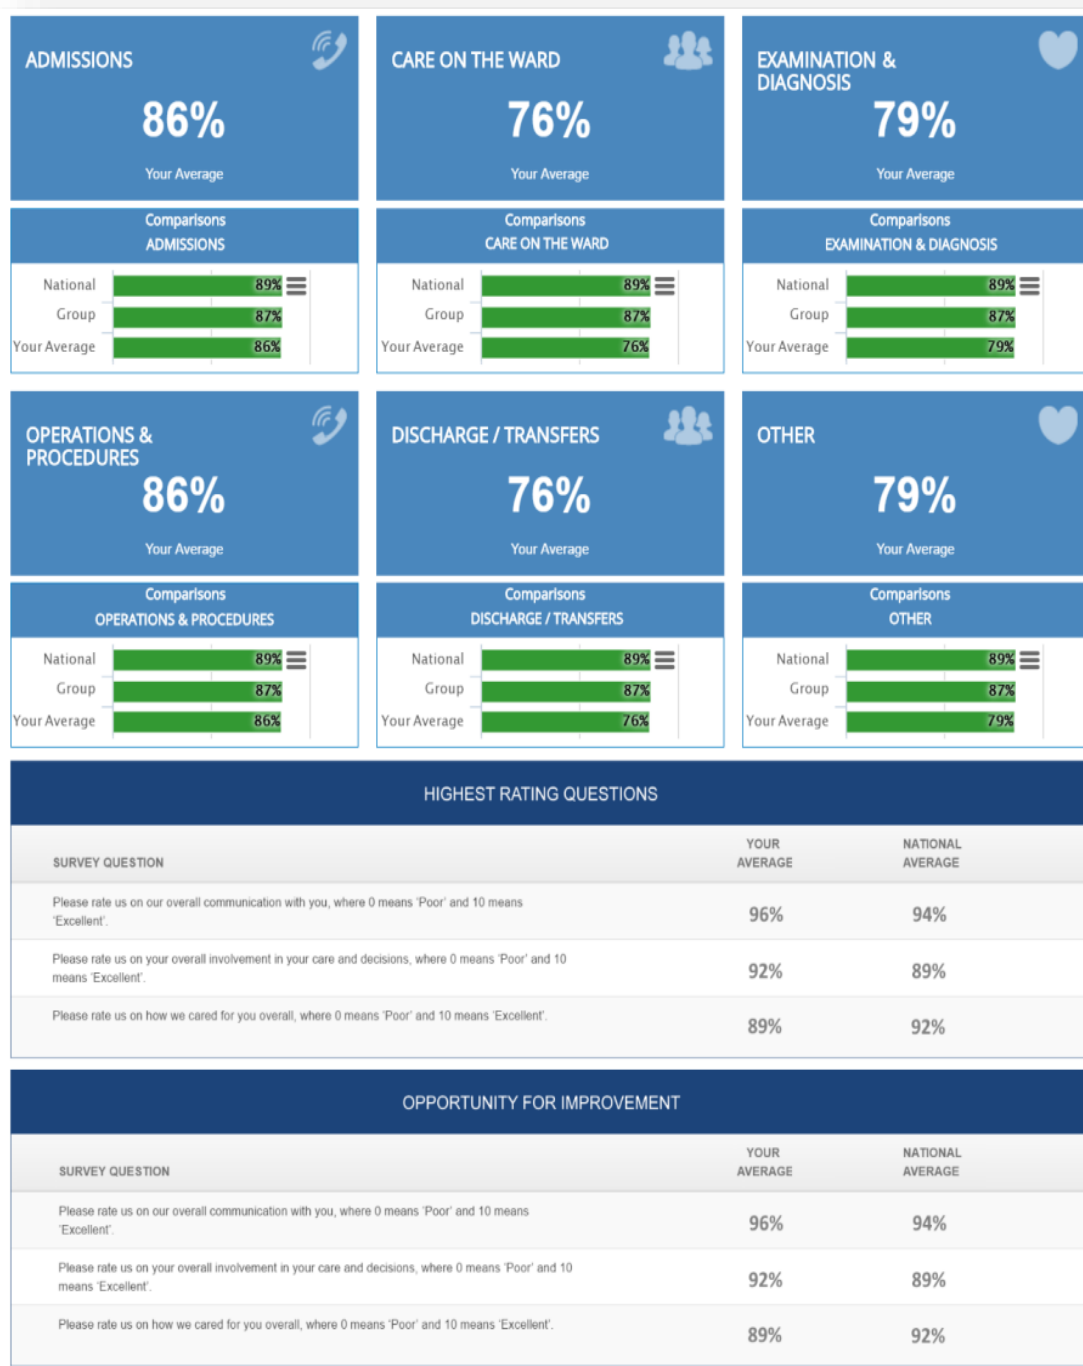 ADMISSIONS
86%
Your Average
CARE ON THE WARD
76%
Your Average
EXAMINATION &
DIAGNOSIS
79%
Your Average
Comparisons
ADMISSIONS
National 89%
Group 87%
Your Average 86%
Comparisons
CARE ON THE WARD
National 89%
Group 87%
Your Average 76%
Comparisons
EXAMINATION & DIAGNOSIS
National 89%
Group 87%
Your Average 79%
OPERATIONS &
PROCEDURES
86%
Your Average
DISCHARGE / TRANSFERS
76%
Your Average
OTHER
79%
Your Average
Comparisons
OPERATIONS & PROCEDURES
National 89%
Group 87%
Your Average 86%
Comparisons
DISCHARGE / TRANSFERS
National 89%
Group 87%
Your Average 76%
Comparisons
OTHER
National 89%
Group 87%
Your Average 79%
HIGHEST RATING QUESTIONS
SURVEY QUESTION
YOUR
AVERAGE
NATIONAL
AVERAGE
Please rate us on our overall communication with you, where 0 means 'Poor' and 10 means
'Excellent'.
96% 94%
Please rate us on your overall involvement in your care and decisions, where 0 means 'Poor' and 10
means 'Excellent'.
92% 89%
Please rate us on how we cared for you overall, where 0 means 'Poor' and 10 means 'Excellent'.
89% 92%
OPPORTUNITY FOR IMPROVEMENT
SURVEY QUESTION
YOUR
AVERAGE
NATIONAL
AVERAGE
Please rate us on our overall communication with you, where 0 means 'Poor' and 10 means
'Excellent'.
96% 94%
Please rate us on your overall involvement in your care and decisions, where 0 means 'Poor' and 10
means 'Excellent'.
92% 89%
Please rate us on how we cared for you overall, where 0 means 'Poor' and 10 means 'Excellent'.
89% 92%